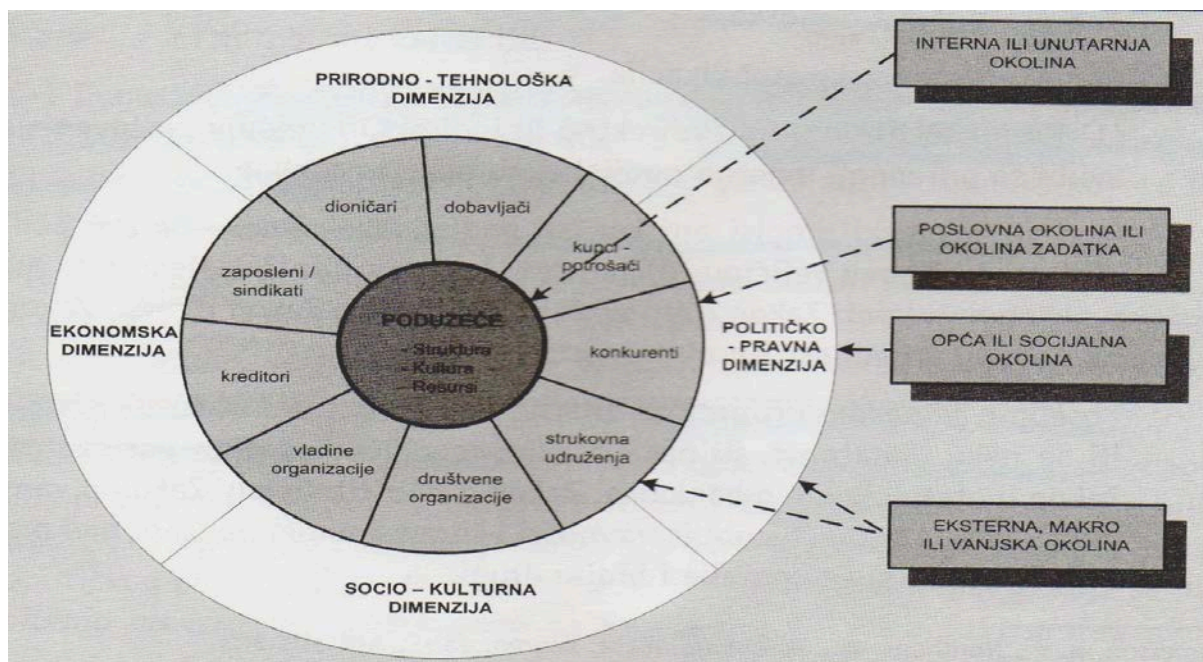 PRIRODNO - TEHNOLOŠKA
DIMENZIJA
dioničari
dobavljači
kupci -
potrošači
zaposleni /
sindikati
PODUZEĆE
- Struktura
- Kultura -
- Resursi
konkurenti
kreditori
vladine
organizacije
društvene
organizacije
strukovna
udruženja
EKONOMSKA
DIMENZIJA
POLITIČKO
- PRAVNA
DIMENZIJA
SOCIO – KULTURNA
DIMENZIJA
INTERNA ILI UNUTARNJA
OKOLINA
POSLOVNA OKOLINA ILI
OKOLINA ZADATKA
OPĆA ILI SOCIJALNA
OKOLINA
EKSTERNA, MAKRO
ILI VANJSKA OKOLINA